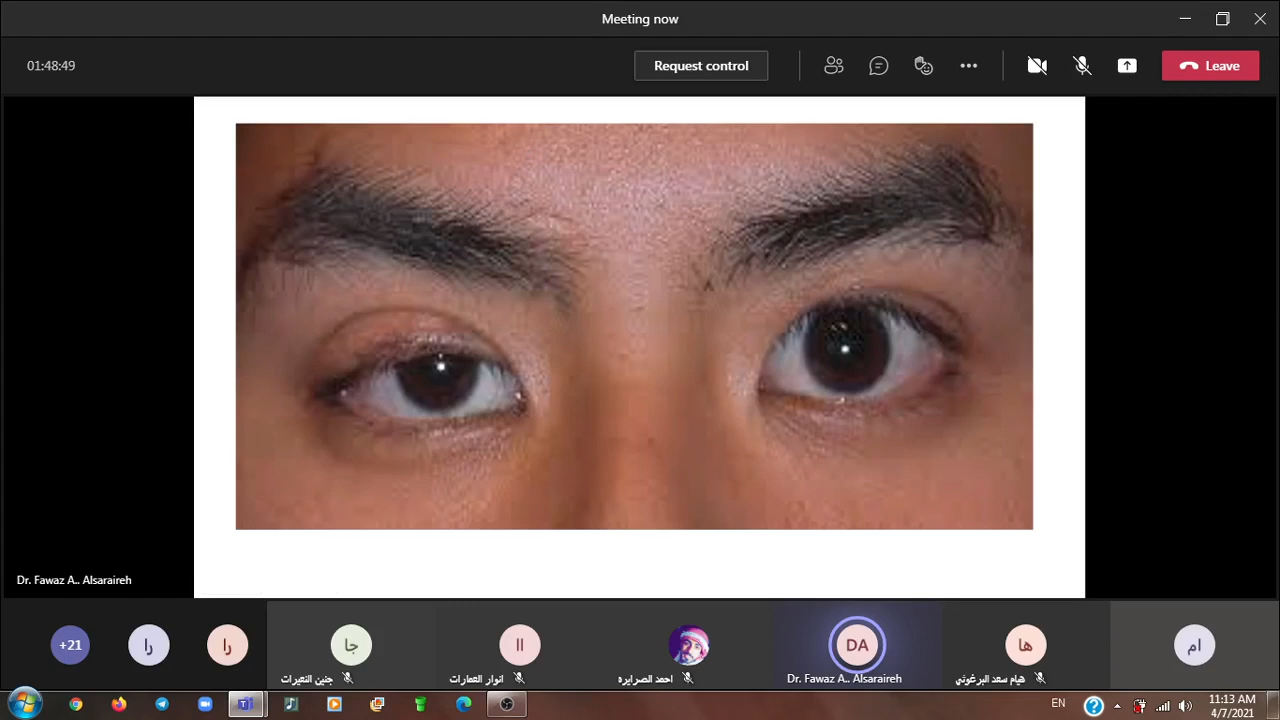 Meeting now
01:48:49
Request control
Leave
Dr. Fawaz A.. Alsaraireh
+21
را
را
جا
اا
DA
ها
ام
جنين النعيرات
انوار العمارات
احمد الصرايره
Dr. Fawaz A.. Alsaraireh
هيام سعد البرغوثي
EN
11:13 AM
4/7/2021